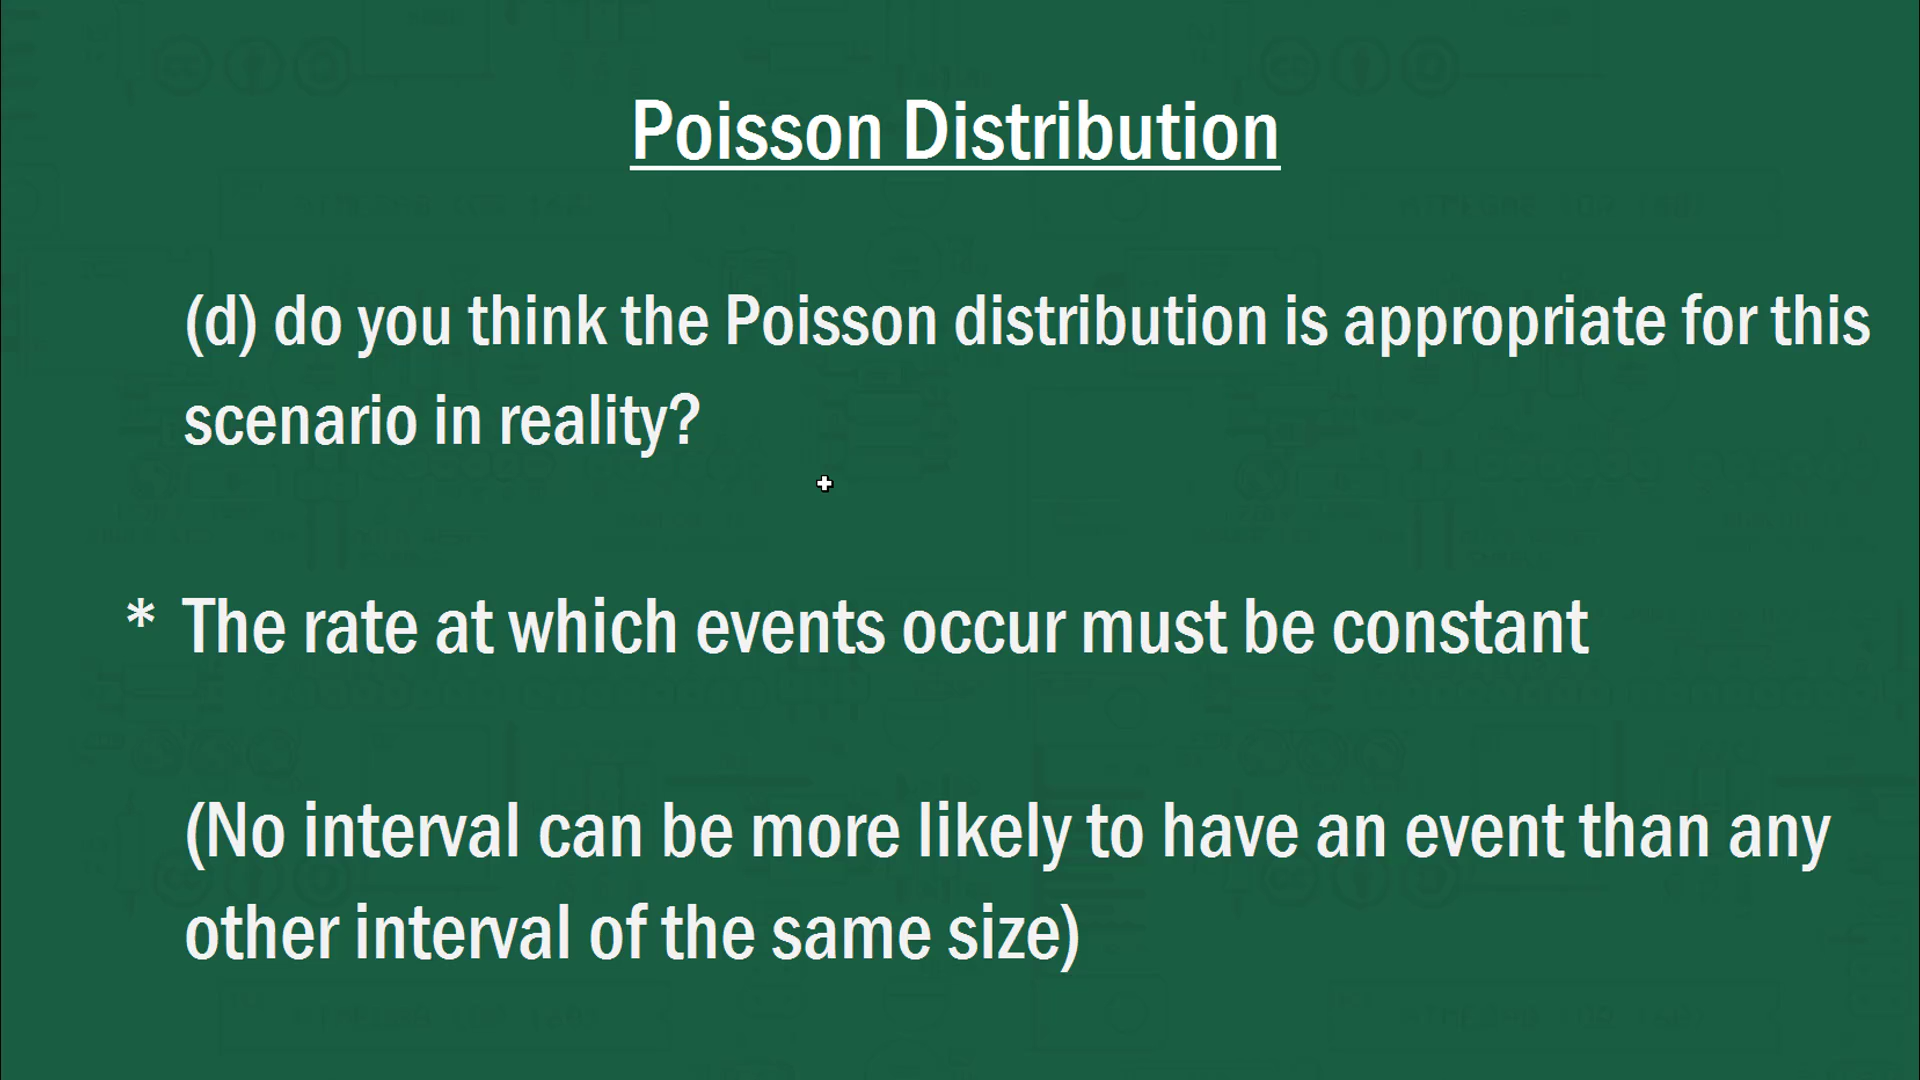 Poisson Distribution
(d) do you think the Poisson distribution is appropriate for this
scenario in reality?
* The rate at which events occur must be constant
(No interval can be more likely to have an event than any
other interval of the same size)